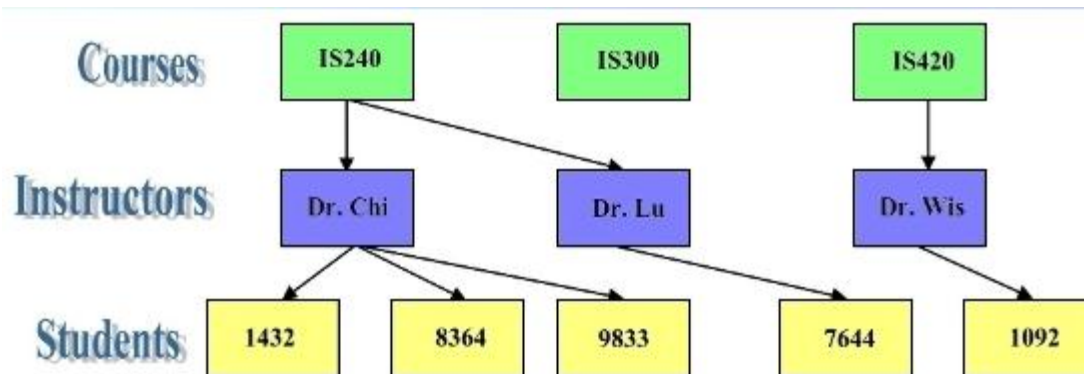 Courses IS240 IS300 IS420
Instructors Dr. Chi Dr. Lu Dr. Wis
Students 1432 8364 9833 7644 1092